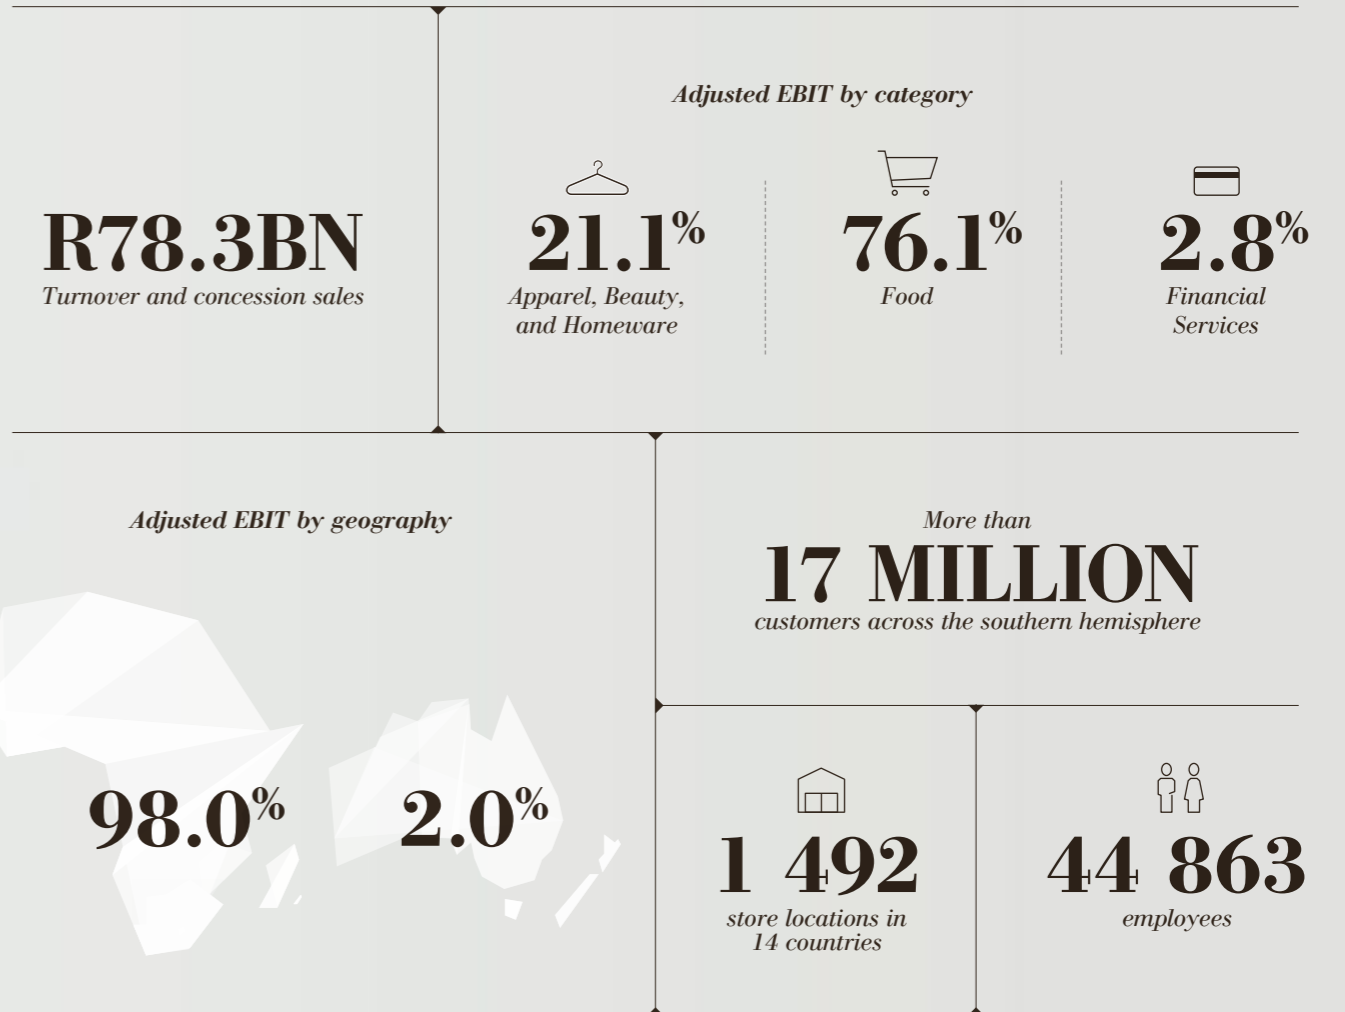 R78.3BN
Turnover and concession sales
Adjusted EBIT by category
21.1%
Apparel, Beauty,
and Homeware
76.1%
Food
2.8%
Financial
Services
Adjusted EBIT by geography
98.0%
2.0%
More than
17 MILLION
customers across the southern hemisphere
1 492
store locations in
14 countries
44 863
employees